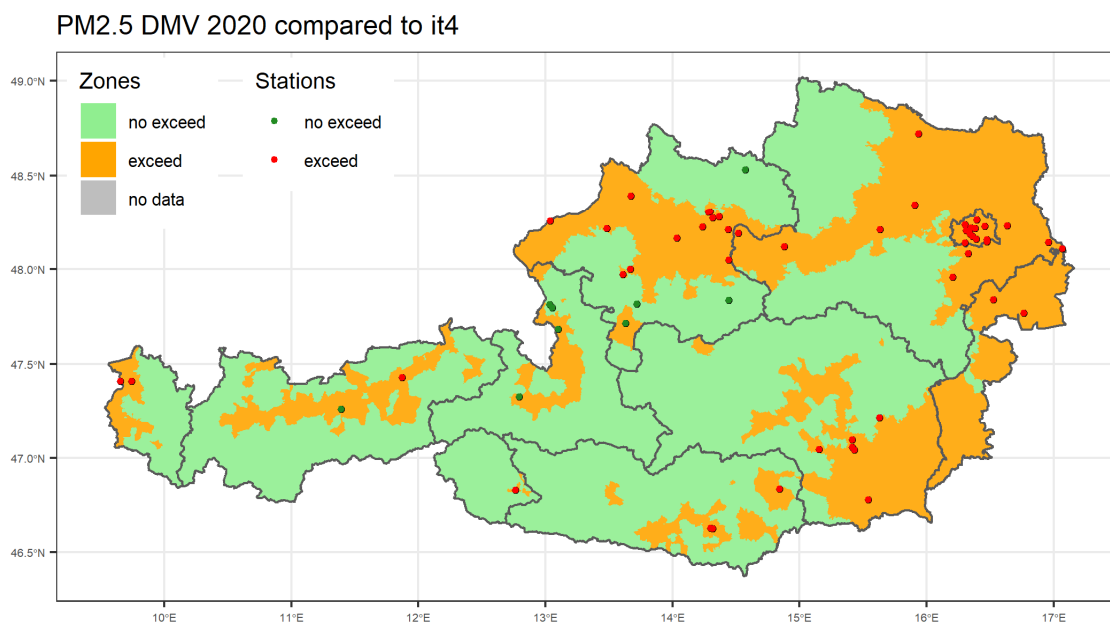 PM2.5 DMV 2020 compared to it4
Zones
no exceed
exceed
no data
Stations
no exceed
exceed
49.0°N
48.5°N
48.0°N
47.5°N
47.0°N
46.5°N
10°E 11°E 12°E 13°E 14°E 15°E 16°E 17°E